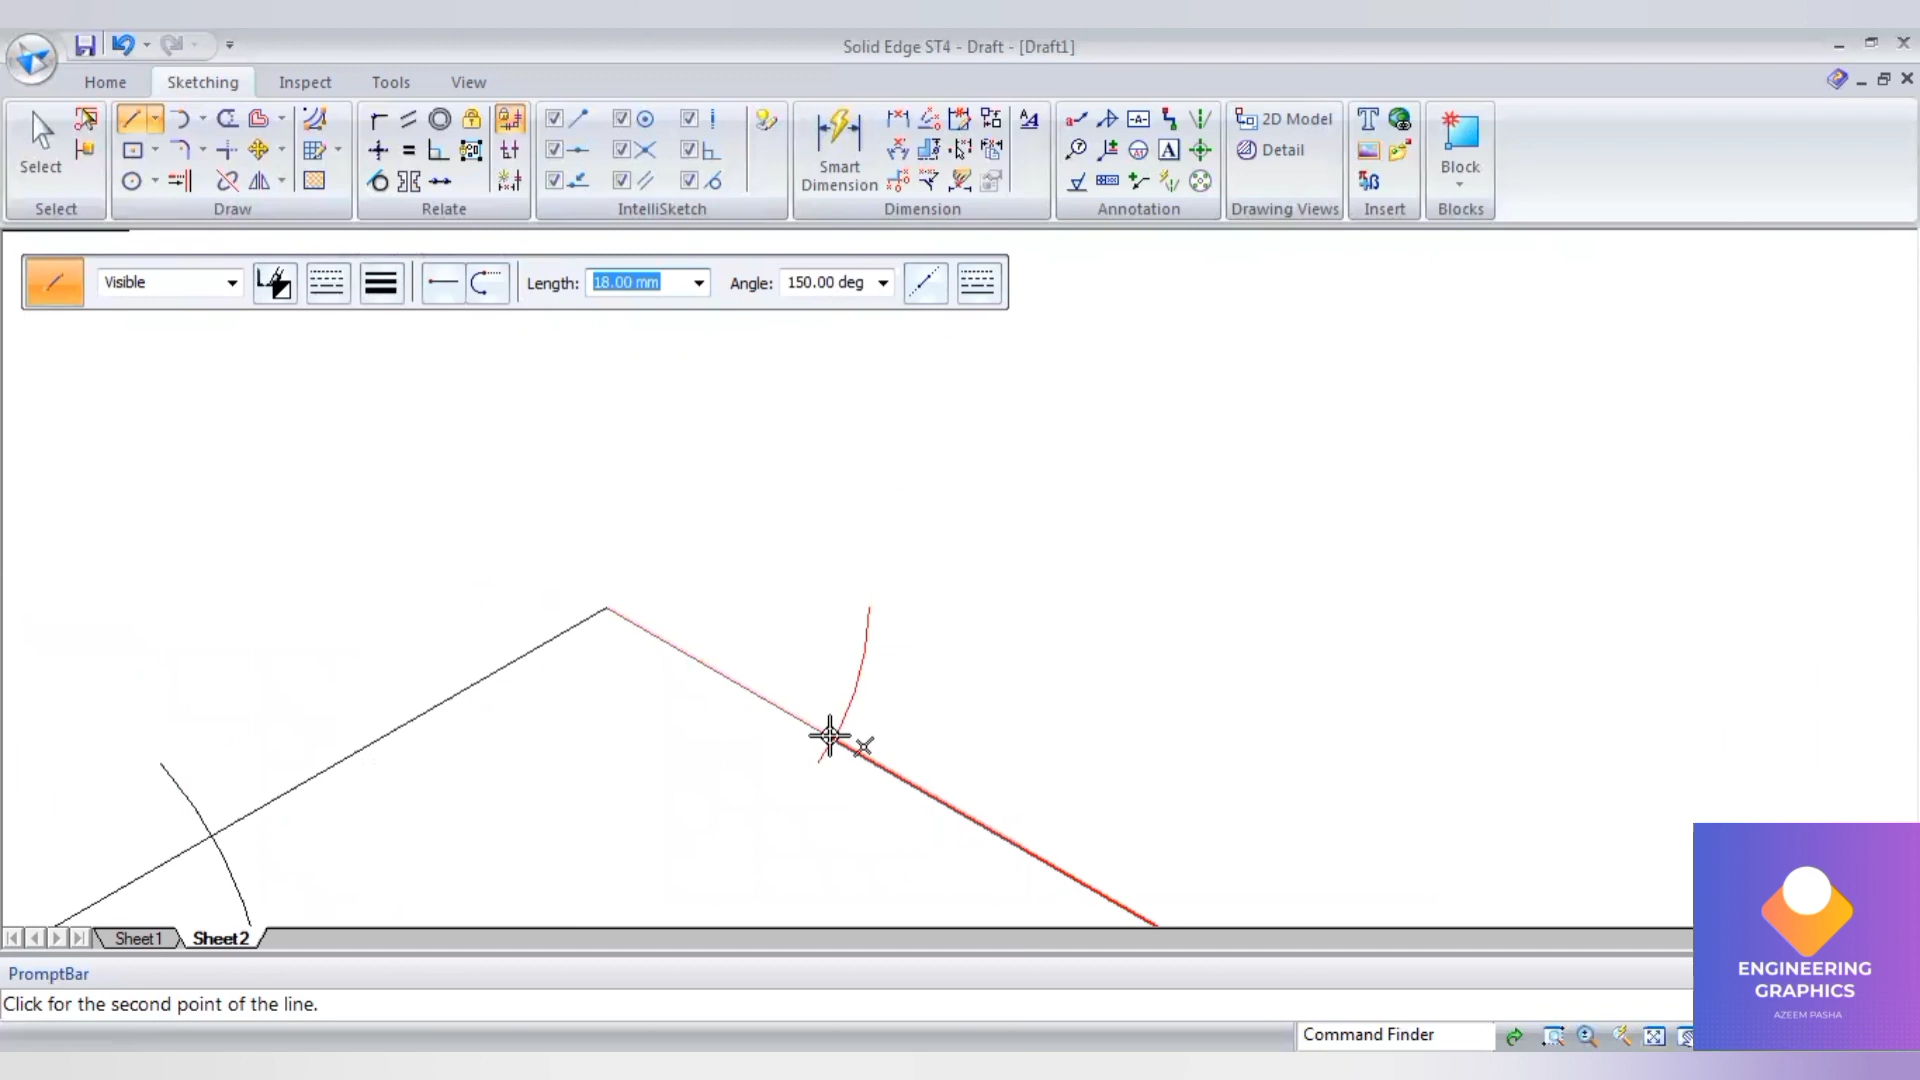 Solid Edge ST4 - Draft - [Draft1]
Home Sketching Inspect Tools View
Select
Smart Dimension
2D Model
Detail
Block
Select Draw Relate IntelliSketch Dimension Annotation Drawing Views Insert Blocks
Visible Length: 18.00 mm Angle: 150.00 deg
Sheet1 Sheet2
PromptBar
Click for the second point of the line.
Command Finder
ENGINEERING
GRAPHICS
AZEEM PASHA